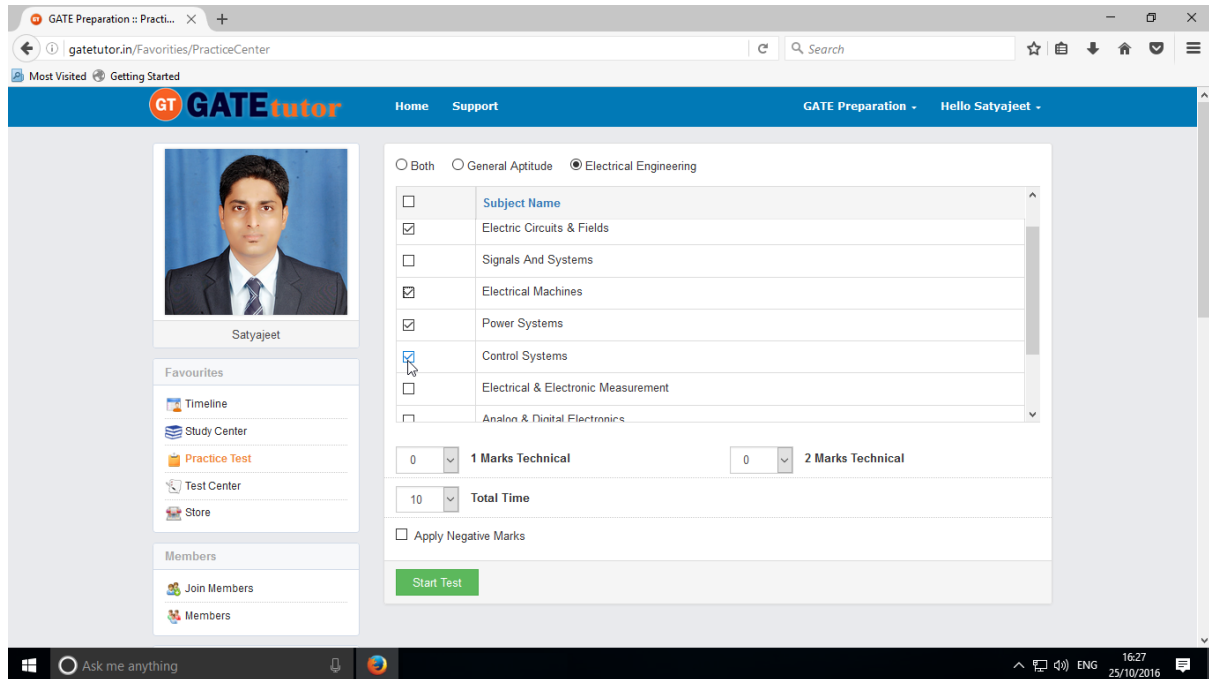 GATE Preparation :: Practi...
gatetutor.in/Favorities/PracticeCenter
Search
Most Visited Getting Started
GT GATEtutor Home Support GATE Preparation Hello Satyajeet
Satyajeet
Favourites
Timeline
Study Center
Practice Test
Test Center
Store
Members
Join Members
Members
Both General Aptitude Electrical Engineering
Subject Name
Electric Circuits & Fields
Signals And Systems
Electrical Machines
Power Systems
Control Systems
Electrical & Electronic Measurement
Analog & Digital Electronics
0 1 Marks Technical 0 2 Marks Technical
10 Total Time
Apply Negative Marks
Start Test
Ask me anything
ENG
16:27
25/10/2016